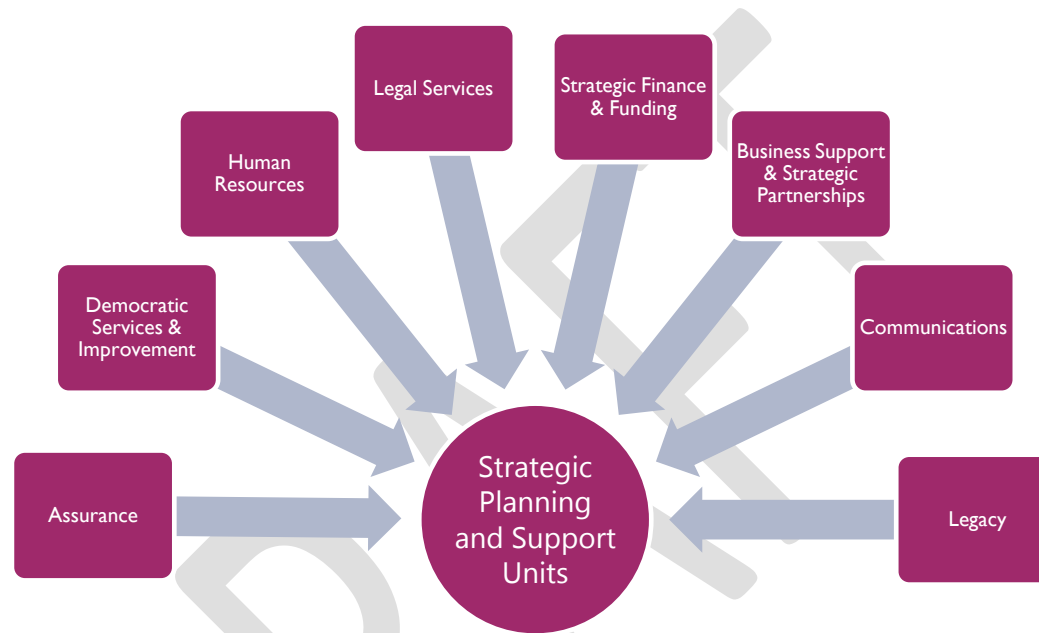 Legal Services
Strategic Finance
& Funding
Human
Resources
Business Support
& Strategic
Partnerships
Democratic
Services &
Improvement
Communications
Assurance
Legacy
Strategic
Planning
and Support
Units